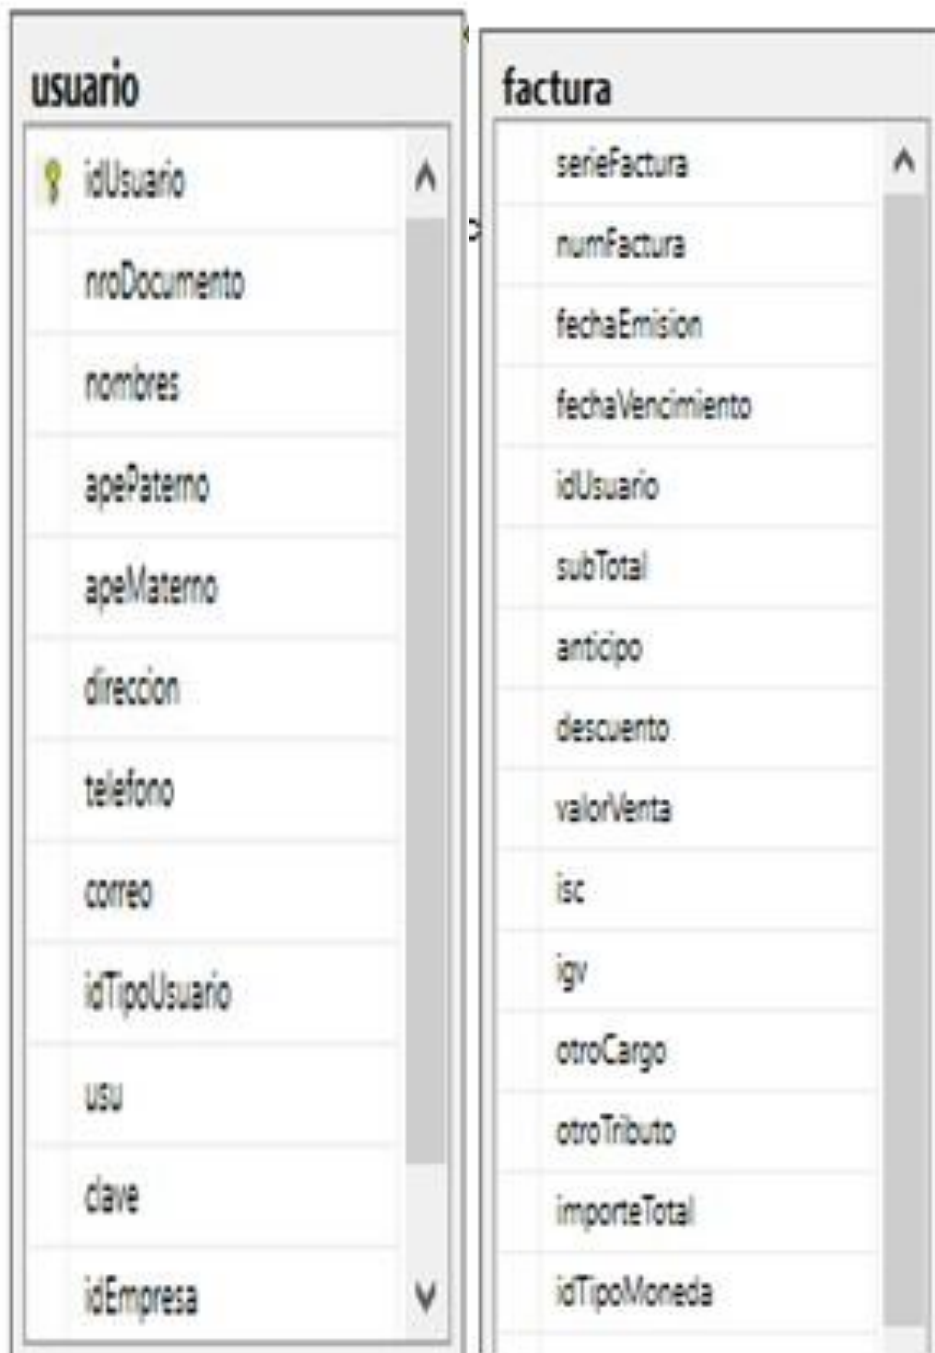 usuario
idUsuario
nroDocumento
nombres
apePaterno
apeMaterno
direccion
telefono
correo
idTipoUsuario
usu
clave
idEmpresa
factura
serieFactura
numFactura
fechaEmision
fechaVencimiento
idUsuario
subTotal
anticipo
descuento
valorVenta
isc
igv
otroCargo
otroTributo
importeTotal
idTipoMoneda